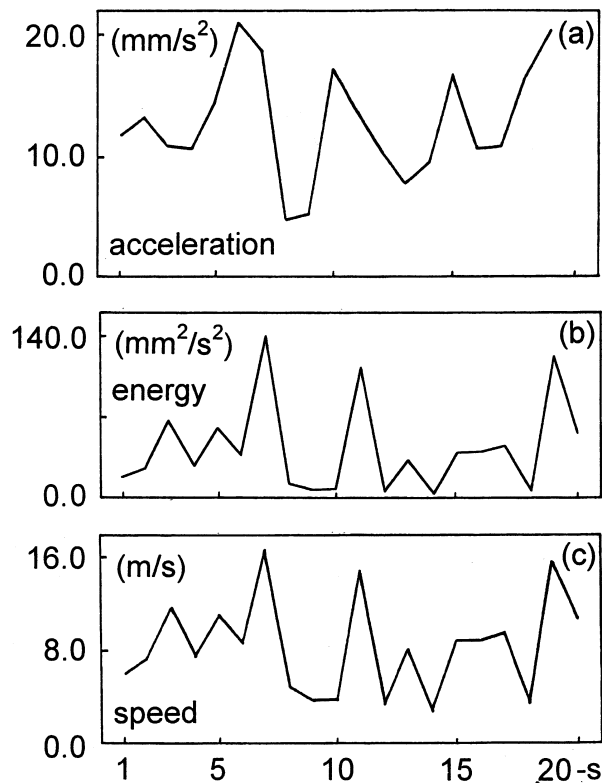 20.0 (mm/s²) (a)
10.0
acceleration
0.0
140.0 (mm²/s²) (b)
energy
0.0
16.0 (m/s) (c)
8.0
speed
0.0
1 5 10 15 20 -s